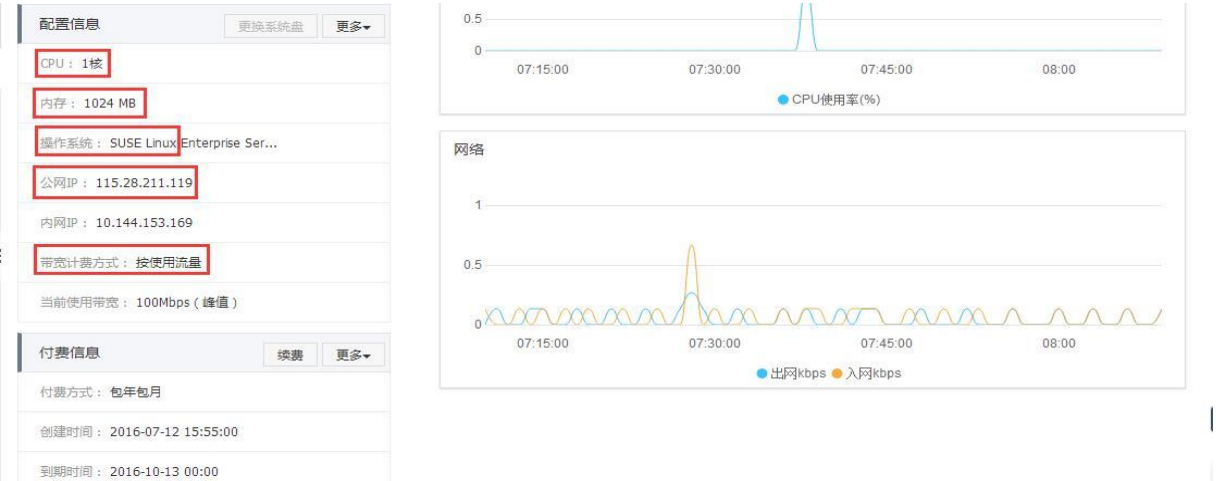 配置信息
更换系统盘
更多
CPU： 1核
内存： 1024 MB
操作系统： SUSE Linux Enterprise Ser...
公网IP： 115.28.211.119
内网IP： 10.144.153.169
带宽计费方式： 按使用流量
当前使用带宽： 100Mbps（峰值）
付费信息
续费
更多
付费方式： 包年包月
创建时间： 2016-07-12 15:55:00
到期时间： 2016-10-13 00:00
0.5
0
07:15:00
07:30:00
07:45:00
08:00
CPU使用率(%)
网络
1
0.5
0
07:15:00
07:30:00
07:45:00
08:00
出网kbps
入网kbps